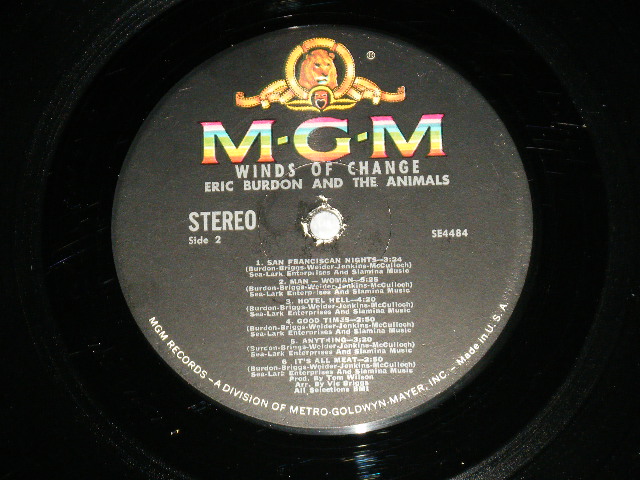 ®
M·G·M
WINDS OF CHANGE
ERIC BURDON AND THE ANIMALS
STEREO
Side 2
SE4484
1. SAN FRANCISCAN NIGHTS—3:24
(Burdon-Briggs-Weider-Jenkins-McCulloch)
Sea-Lark Enterprises And Slamina Music
2. MAN — WOMAN—5:25
(Burdon-Briggs-Weider-Jenkins-McCulloch)
Sea-Lark Enterprises And Slamina Music
3. HOTEL HELL—4:20
(Burdon-Briggs-Weider-Jenkins-McCulloch)
Sea-Lark Enterprises And Slamina Music
4. GOOD TIMES—2:50
(Burdon-Briggs-Weider-Jenkins-McCulloch)
Sea-Lark Enterprises And Slamina Music
5. ANYTHING—3:20
(Burdon-Briggs-Weider-Jenkins-McCulloch)
Sea-Lark Enterprises And Slamina Music
6. IT'S ALL MEAT—2:50
(Burdon-Briggs-Weider-Jenkins-McCulloch)
Sea-Lark Enterprises And Slamina Music
Prod. By Tom Wilson
Arr. By Vic Briggs
All Selections BMI
MGM RECORDS – A DIVISION OF METRO-GOLDWYN-MAYER, INC. – Made in U.S.A.